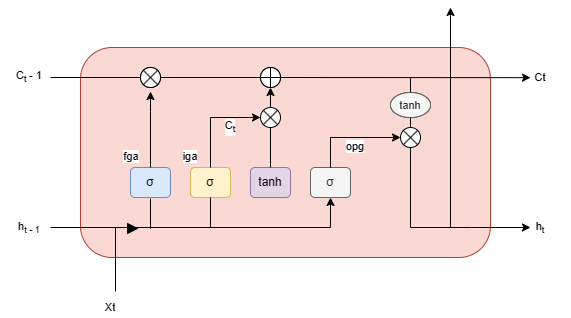 Ct - 1
Ct
tanh
Ct
opg
fga
iga
σ
σ
tanh
σ
ht - 1
ht
Xt